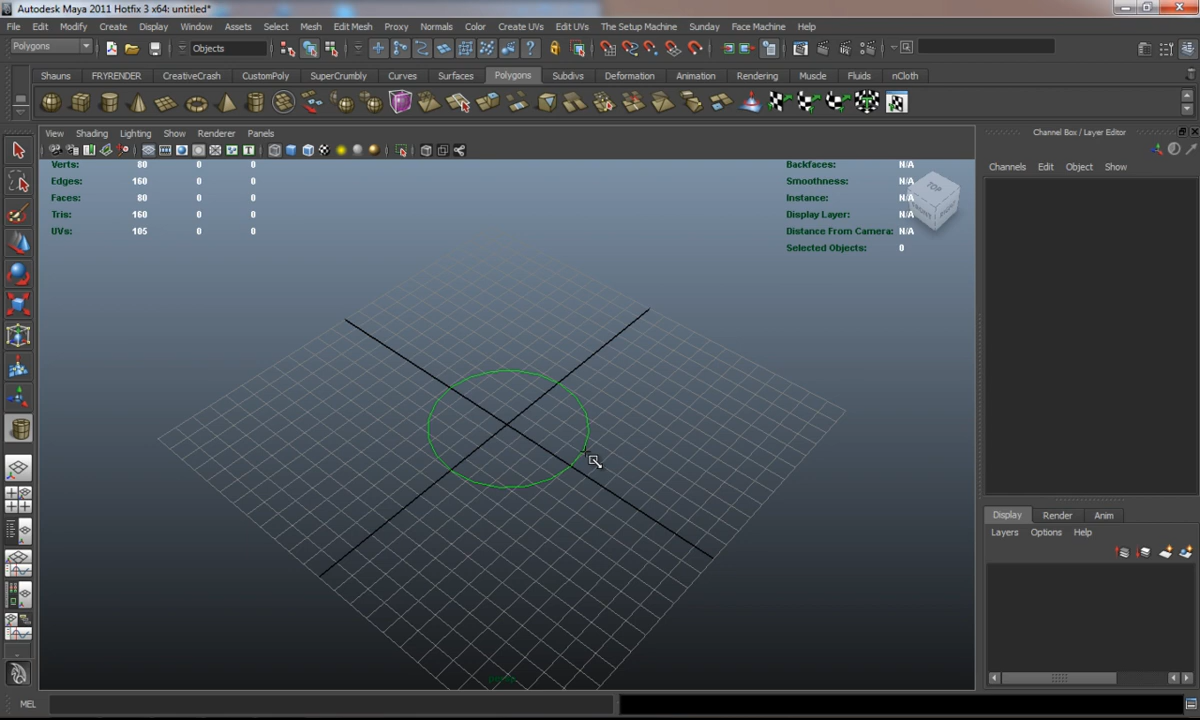 Autodesk Maya 2011 Hotfix 3 x64: untitled*
File Edit Modify Create Display Window Assets Select Mesh Edit Mesh Proxy Normals Color Create UVs Edit UVs The Setup Machine Sunday Face Machine Help
Polygons Objects
Shauns FRYRENDER CreativeCrash CustomPoly SuperCrumbly Curves Surfaces Polygons Subdivs Deformation Animation Rendering Muscle Fluids nCloth
View Shading Lighting Show Renderer Panels
Channel Box / Layer Editor
Channels Edit Object Show
Verts: 80 0 0
Edges: 160 0 0
Faces: 80 0 0
Tris: 160 0 0
UVs: 105 0 0
Backfaces: N/A
Smoothness: N/A
Instance: N/A
Display Layer: N/A
Distance From Camera: N/A
Selected Objects: 0
TOP
Display Render Anim
Layers Options Help
persp
MEL